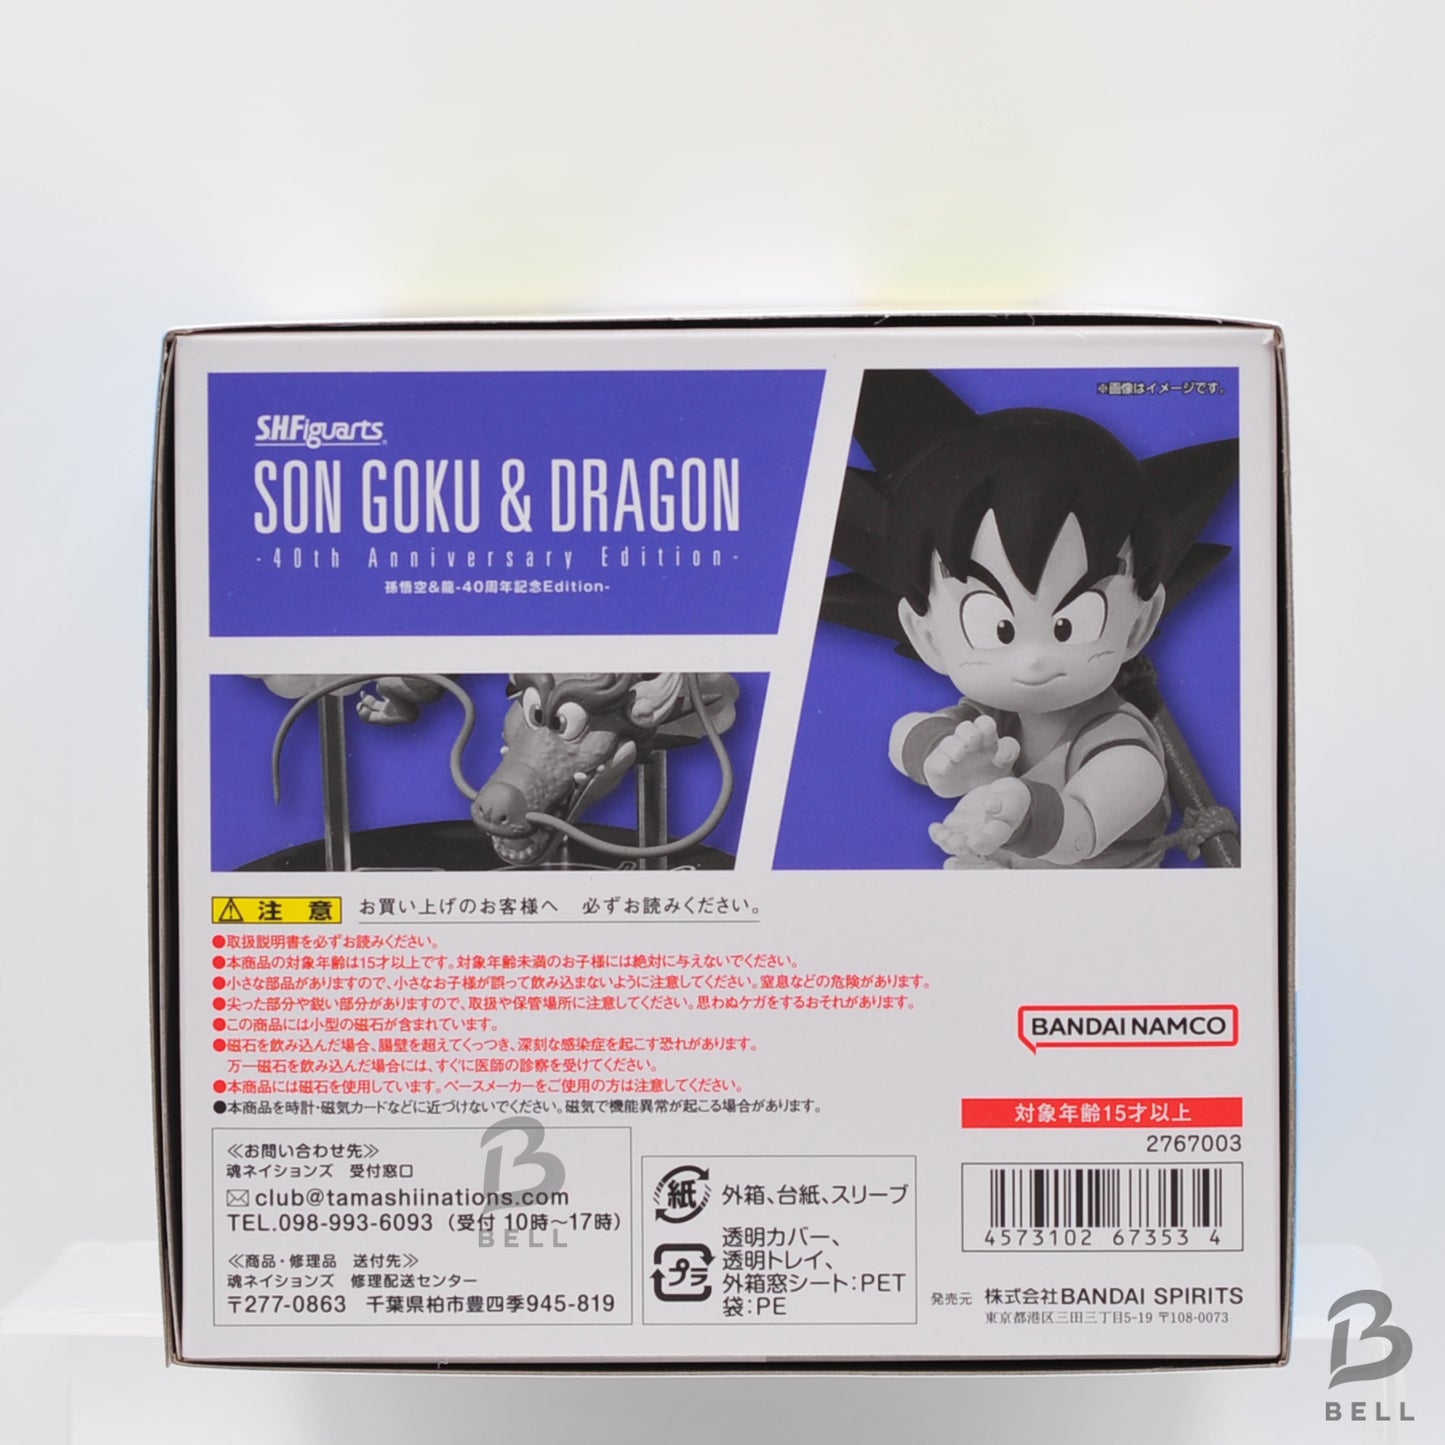 ※画像はイメージです。
S.H.Figuarts
SON GOKU & DRAGON
-40th Anniversary Edition-
孫悟空&龍-40周年記念Edition-
注意 お買い上げのお客様へ 必ずお読みください。
●取扱説明書を必ずお読みください。
●本商品の対象年齢は15才以上です。対象年齢未満のお子様には絶対に与えないでください。
●小さな部品がありますので、小さなお子様が誤って飲み込まないように注意してください。窒息などの危険があります。
●尖った部分や鋭い部分がありますので、取扱や保管場所に注意してください。思わぬケガをするおそれがあります。
●この商品には小型の磁石が含まれています。
●磁石を飲み込んだ場合、腸壁を超えてくっつき、深刻な感染症を起こす恐れがあります。
万一磁石を飲み込んだ場合には、すぐに医師の診察を受けてください。
●本商品には磁石を使用しています。ペースメーカーをご使用の方は注意してください。
●本商品を時計・磁気カードなどに近づけないでください。磁気で機能異常が起こる場合があります。
BANDAI NAMCO
対象年齢15才以上
2767003
4573102 67353 4
≪お問い合わせ先≫
魂ネイションズ 受付窓口
club@tamashiinations.com
TEL.098-993-6093(受付 10時〜17時)
≪商品・修理品 送付先≫
魂ネイションズ 修理配送センター
〒277-0863 千葉県柏市豊四季945-819
紙 外箱、台紙、スリーブ
プラ 透明カバー、
透明トレイ、
外箱窓シート:PET
袋:PE
発売元 株式会社BANDAI SPIRITS
東京都港区三田三丁目5-19 〒108-0073
BELL
BELL